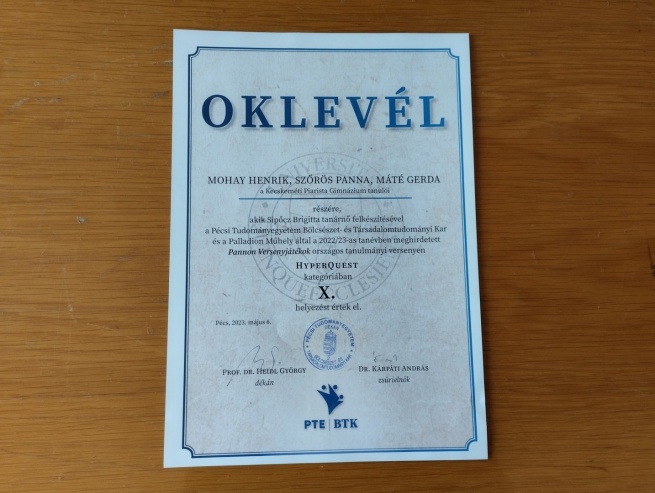 OKLEVÉL
MOHAY HENRIK, SZŐRÖS PANNA, MÁTÉ GERDA
a Kecskeméti Piarista Gimnázium tanulói
részére,
akik Sipőcz Brigitta tanárnő felkészítésével
a Pécsi Tudományegyetem Bölcsészet- és Társadalomtudományi Kar
és a Palladion Műhely által a 2022/23-as tanévben meghirdetett
Pannon Versenyjátékok országos tanulmányi versenyen
HYPERQUEST
kategóriában
X.
helyezést értek el.
Pécs, 2023. május 6.
PÉCSI TUDOMÁNYEGYETEM
DÉKÁN
PROF. DR. HEIDL GYÖRGY
dékán
DR. KÁRPÁTI ANDRÁS
zsűrielnök
PTE | BTK